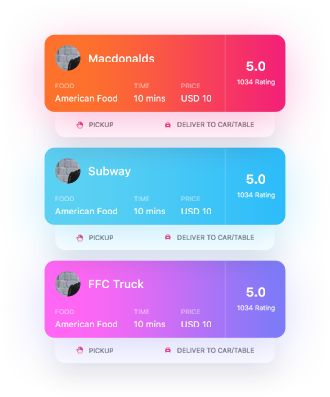 Macdonalds
5.0
1034 Rating
FOOD TIME PRICE
American Food 10 mins USD 10
PICKUP DELIVER TO CAR/TABLE
Subway
5.0
1034 Rating
FOOD TIME PRICE
American Food 10 mins USD 10
PICKUP DELIVER TO CAR/TABLE
FFC Truck
5.0
1034 Rating
FOOD TIME PRICE
American Food 10 mins USD 10
PICKUP DELIVER TO CAR/TABLE